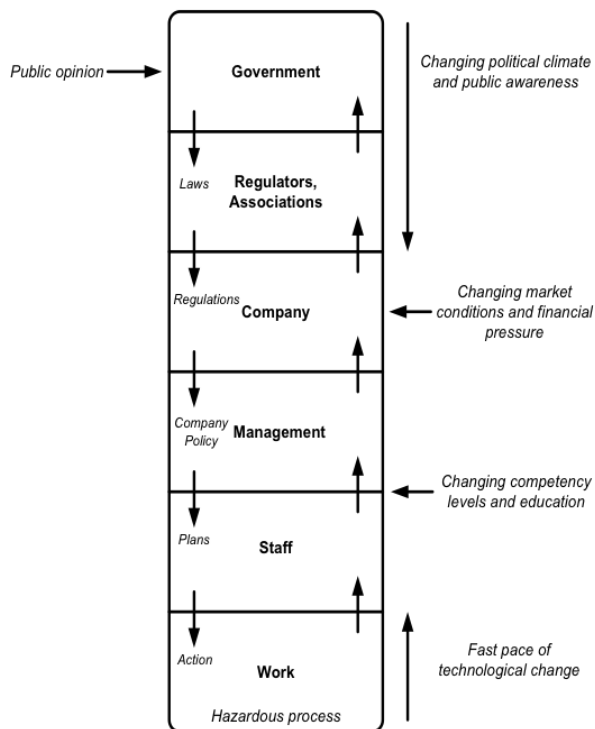 Public opinion
Government
Changing political climate
and public awareness
Laws
Regulators,
Associations
Regulations
Company
Changing market
conditions and financial
pressure
Company
Policy
Management
Changing competency
levels and education
Plans
Staff
Action
Work
Fast pace of
technological change
Hazardous process